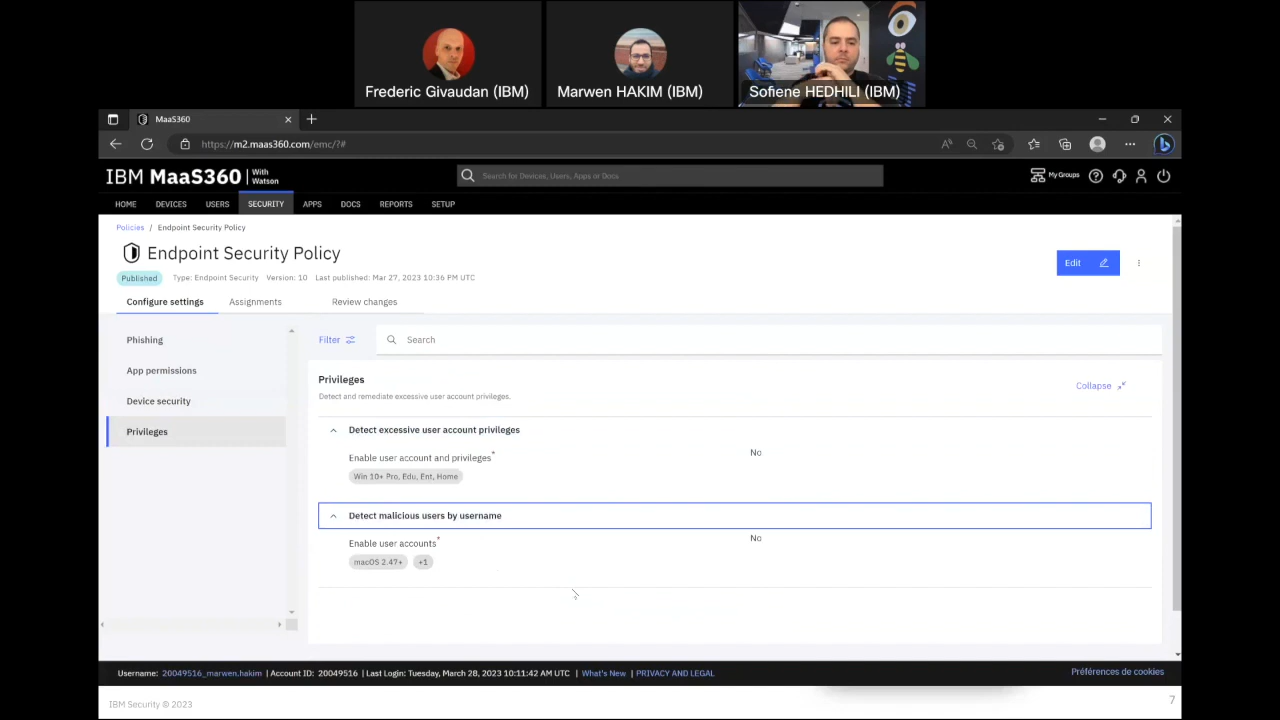 Frederic Givaudan (IBM)
Marwen HAKIM (IBM)
Sofiene HEDHILI (IBM)
MaaS360
https://m2.maas360.com/emc/?#
IBM MaaS360 | With Watson
Search for Devices, Users, Apps or Docs
My Groups
HOME DEVICES USERS SECURITY APPS DOCS REPORTS SETUP
Policies / Endpoint Security Policy
Endpoint Security Policy
Edit
Published Type: Endpoint Security Version: 10 Last published: Mar 27, 2023 10:36 PM UTC
Configure settings Assignments Review changes
Phishing
App permissions
Device security
Privileges
Filter
Search
Privileges
Collapse
Detect and remediate excessive user account privileges.
Detect excessive user account privileges
Enable user account and privileges* No
Win 10+ Pro, Edu, Ent, Home
Detect malicious users by username
Enable user accounts* No
macOS 2.47+ +1
Username: 20049516_marwen.hakim | Account ID: 20049516 | Last Login: Tuesday, March 28, 2023 10:11:42 AM UTC | What's New | PRIVACY AND LEGAL
Préférences de cookies
IBM Security © 2023
7